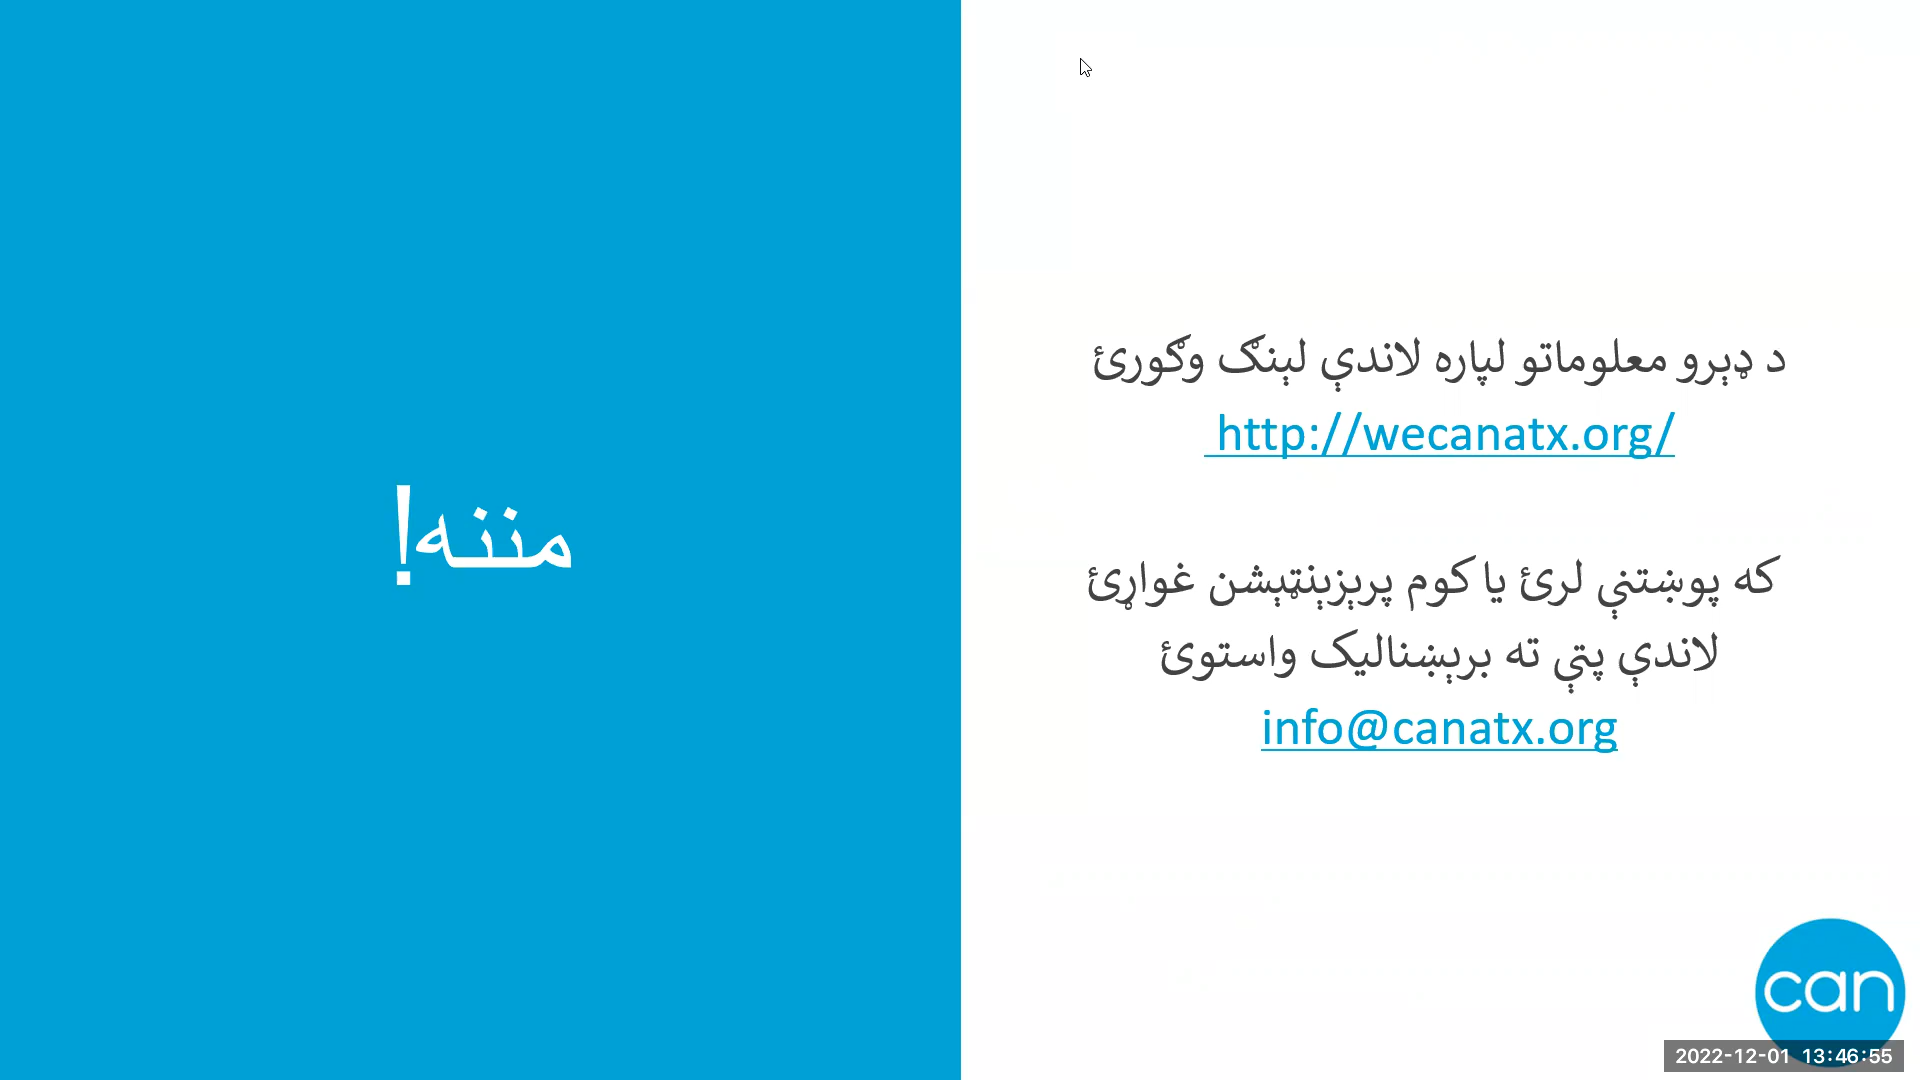 مننه!
د ډېرو معلوماتو لپاره لاندې لېنګ وګورئ
http://wecanatx.org/
که پوښتنې لرئ یا کوم پرېزېنټېشن غواړئ
لاندې پتې ته برېښنالیک واستوئ
info@canatx.org
can
2022-12-01 13:46:55